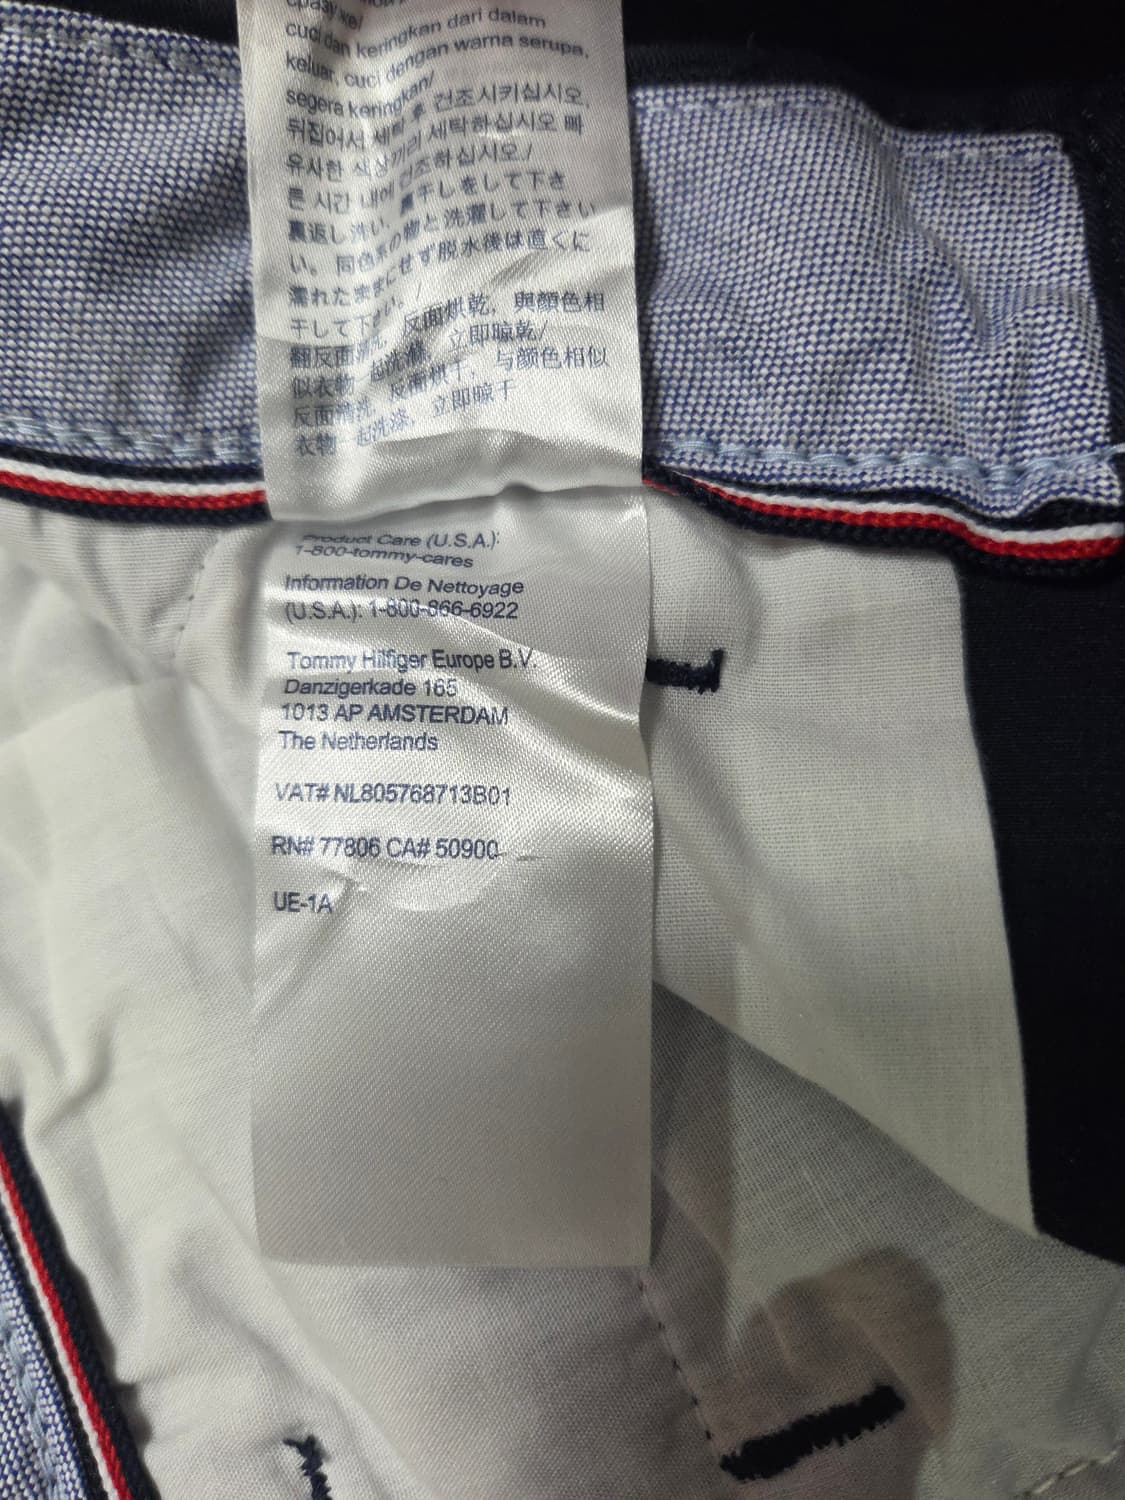 cuci dan keringkan dari dalam
keluar, cuci dengan warna serupa,
segera keringkan/
뒤집어서 세탁 후 건조시키십시오,
유사한 색상끼리 세탁하십시오 빠
른 시간 내에 건조하십시오/
裏返し洗い、裏干しをして下さ
い。同色系の物と洗濯して下さい
濡れたままにせず脱水後は直ぐに
干して下さい。/
翻反面清洗, 反面烘乾, 與顏色相
似衣物一起洗滌, 立即晾乾/
反面清洗, 反面烘干, 与颜色相似
衣物一起洗涤, 立即晾干
Product Care (U.S.A.):
1-800-tommy-cares
Information De Nettoyage
(U.S.A.): 1-800-866-6922
Tommy Hilfiger Europe B.V.
Danzigerkade 165
1013 AP AMSTERDAM
The Netherlands
VAT# NL805768713B01
RN# 77806 CA# 50900
UE-1A